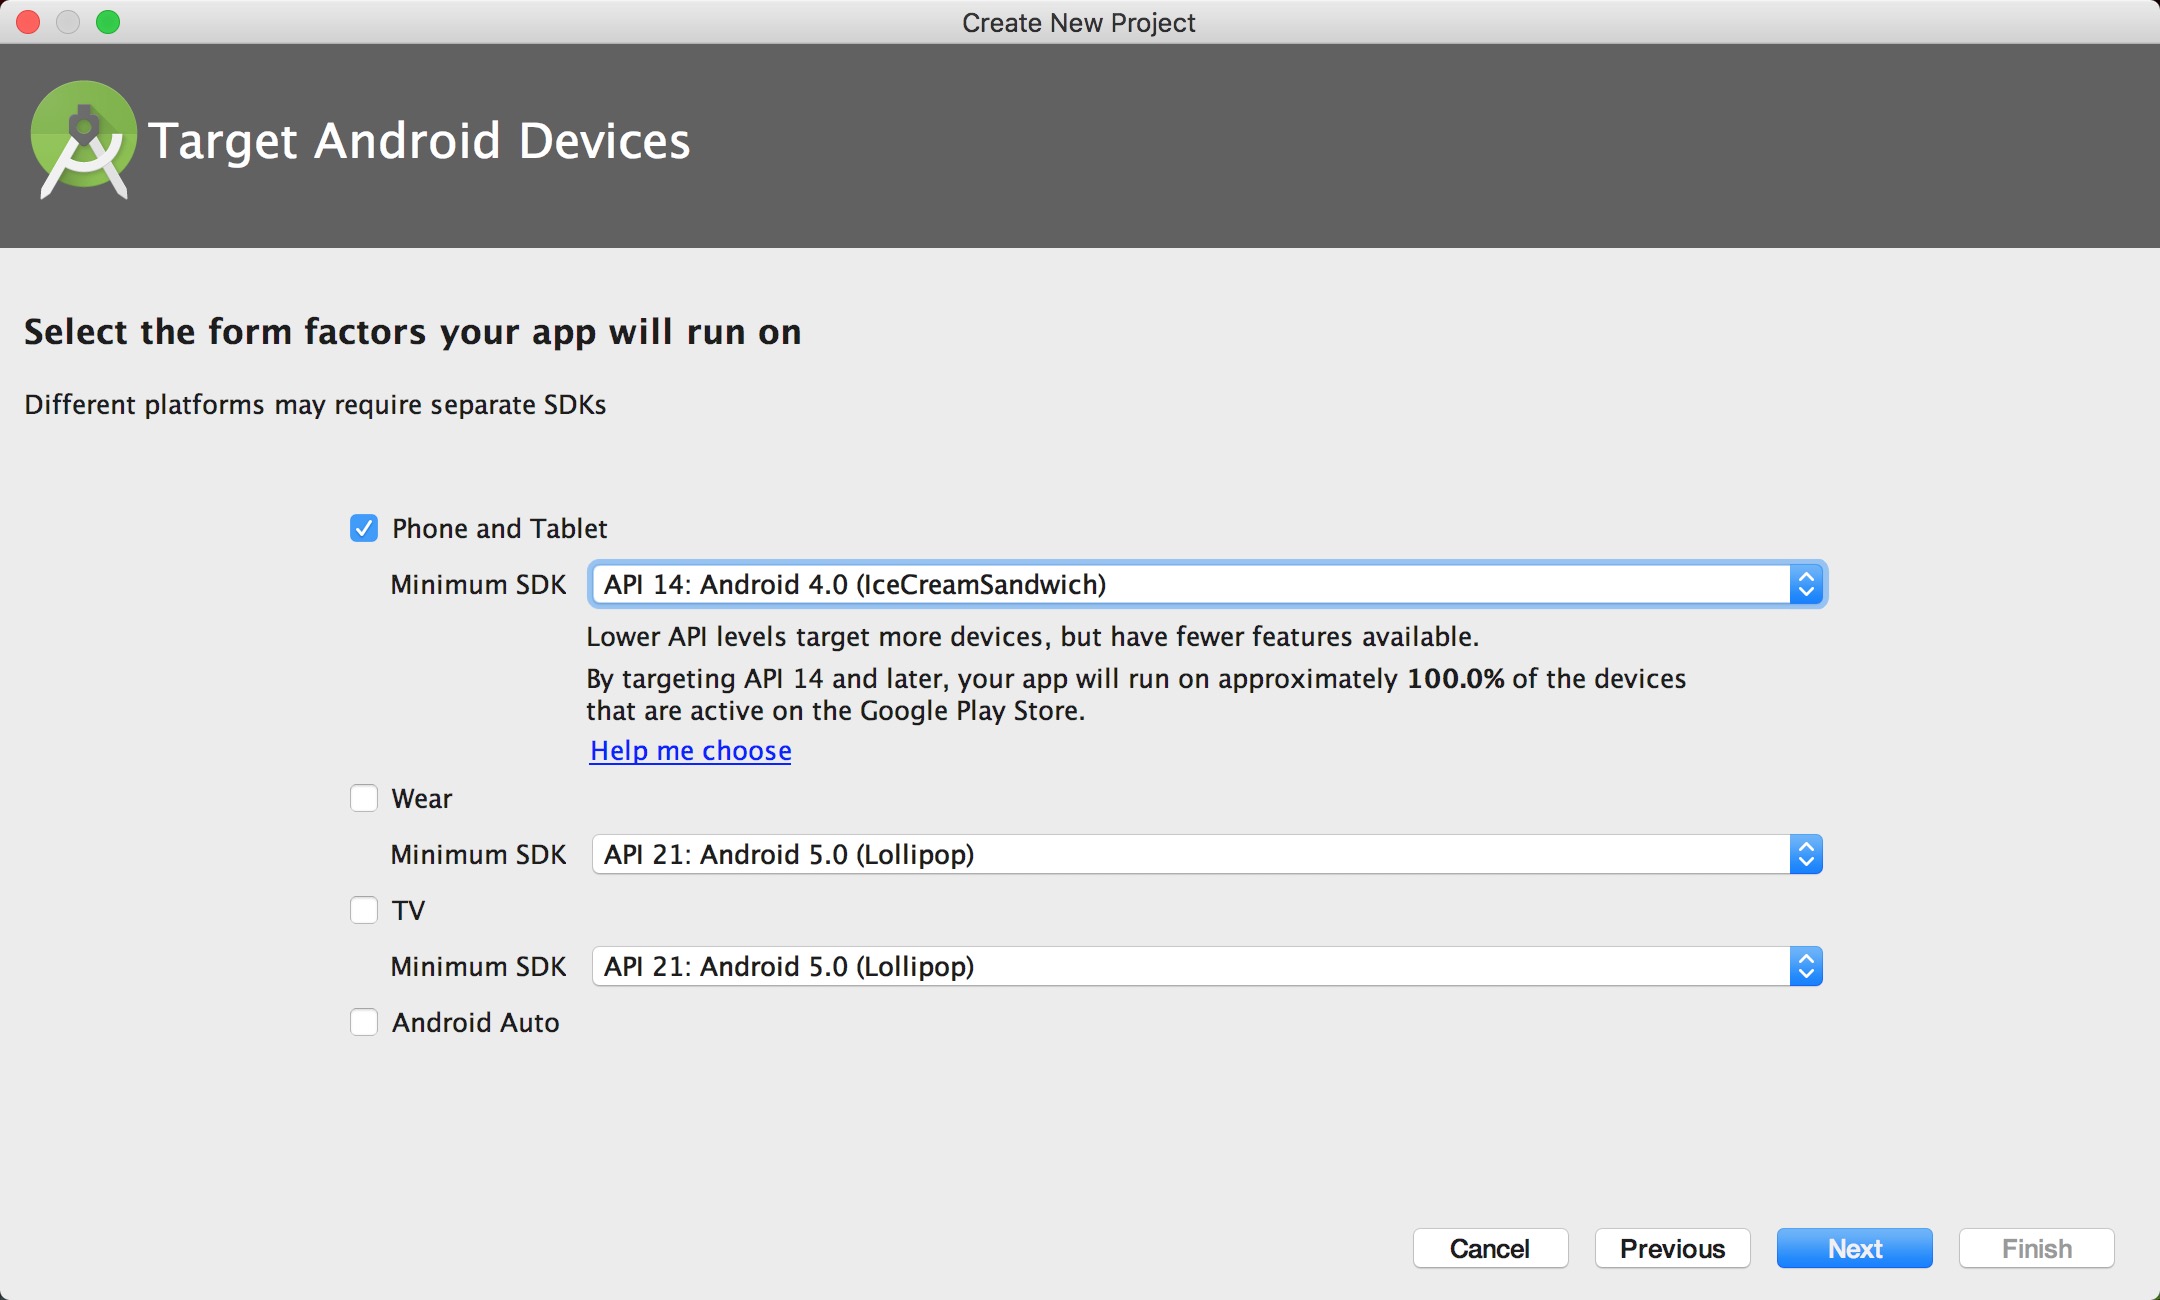 Create New Project
Target Android Devices
Select the form factors your app will run on
Different platforms may require separate SDKs
Phone and Tablet
Minimum SDK API 14: Android 4.0 (IceCreamSandwich)
Lower API levels target more devices, but have fewer features available.
By targeting API 14 and later, your app will run on approximately 100.0% of the devices
that are active on the Google Play Store.
Help me choose
Wear
Minimum SDK API 21: Android 5.0 (Lollipop)
TV
Minimum SDK API 21: Android 5.0 (Lollipop)
Android Auto
Cancel Previous Next Finish